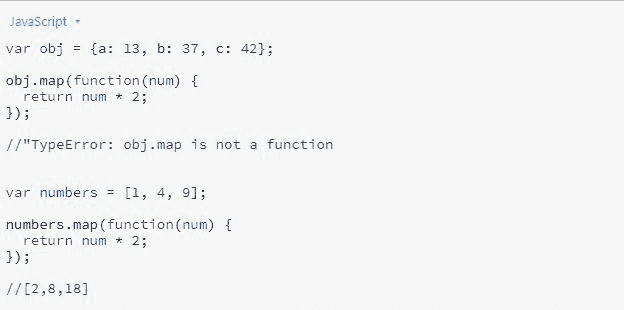 JavaScript
var obj = {a: 13, b: 37, c: 42};
obj.map(function(num) {
  return num * 2;
});
//"TypeError: obj.map is not a function
var numbers = [1, 4, 9];
numbers.map(function(num) {
  return num * 2;
});
//[2,8,18]